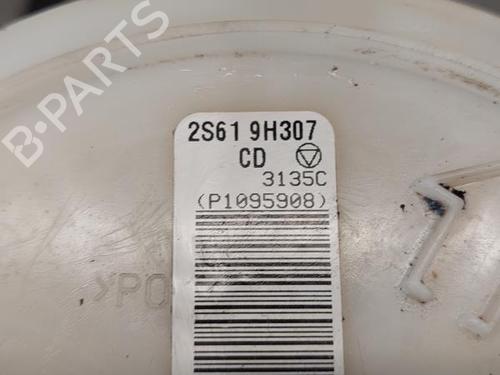 B-PARTS
2S61 9H307
CD
3135C
(P1095908)
>PO